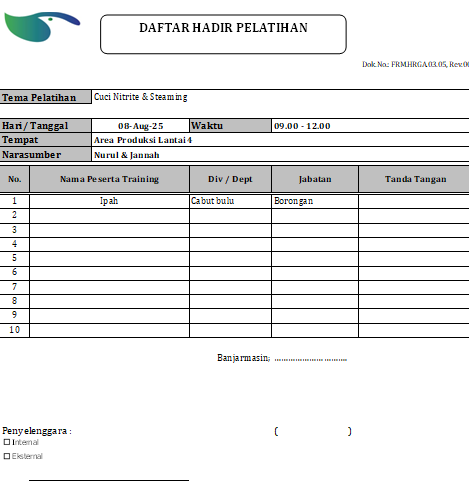 DAFTAR HADIR PELATIHAN
Dok.No.: FRM.HRGA.03.05, Rev.00
Tema Pelatihan Cuci Nitrite & Steaming
Hari / Tanggal 08-Aug-25 Waktu 09.00 - 12.00
Tempat Area Produksi Lantai 4
Narasumber Nurul & Jannah
No. Nama Peserta Training Div / Dept Jabatan Tanda Tangan
1 Ipah Cabut bulu Borongan
2
3
4
5
6
7
8
9
10
Banjarmasin, ................................
Penyelenggara : ( )
Internal
Eksternal